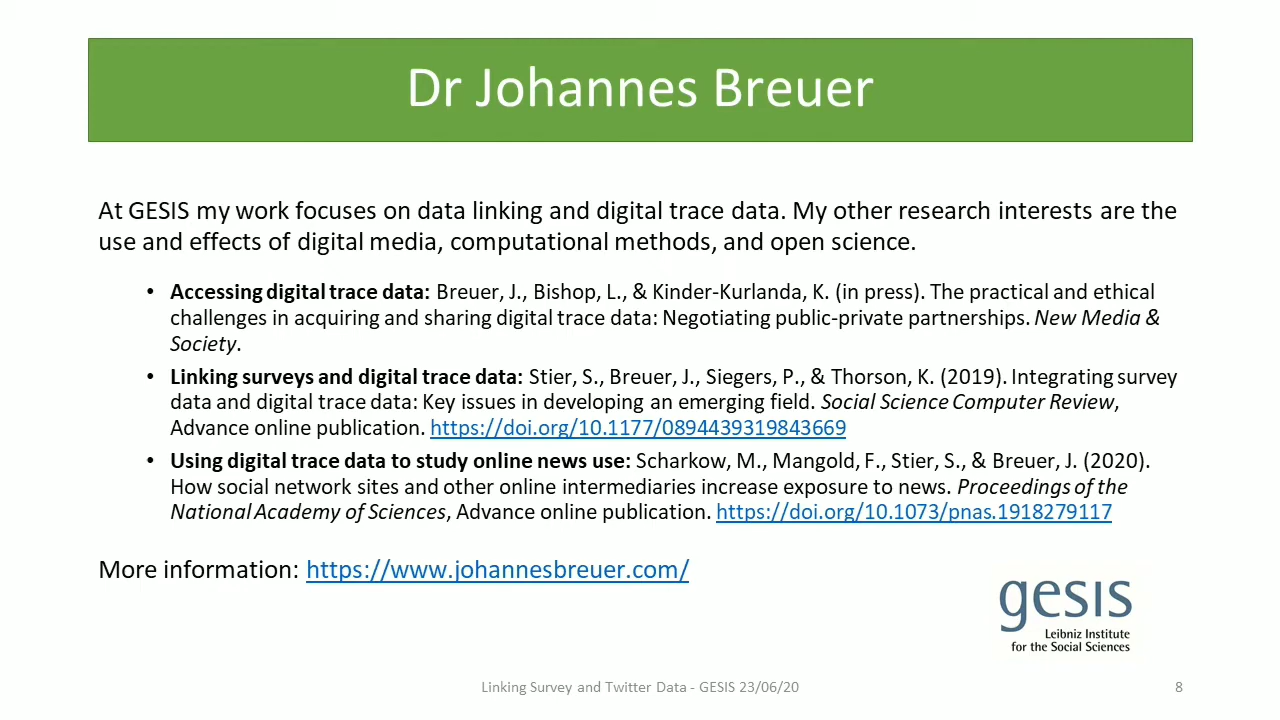 Dr Johannes Breuer
At GESIS my work focuses on data linking and digital trace data. My other research interests are the
use and effects of digital media, computational methods, and open science.
• Accessing digital trace data: Breuer, J., Bishop, L., & Kinder-Kurlanda, K. (in press). The practical and ethical
challenges in acquiring and sharing digital trace data: Negotiating public-private partnerships. New Media &
Society.
• Linking surveys and digital trace data: Stier, S., Breuer, J., Siegers, P., & Thorson, K. (2019). Integrating survey
data and digital trace data: Key issues in developing an emerging field. Social Science Computer Review,
Advance online publication. https://doi.org/10.1177/0894439319843669
• Using digital trace data to study online news use: Scharkow, M., Mangold, F., Stier, S., & Breuer, J. (2020).
How social network sites and other online intermediaries increase exposure to news. Proceedings of the
National Academy of Sciences, Advance online publication. https://doi.org/10.1073/pnas.1918279117
More information: https://www.johannesbreuer.com/
gesis
Leibniz Institute
for the Social Sciences
Linking Survey and Twitter Data - GESIS 23/06/20
8